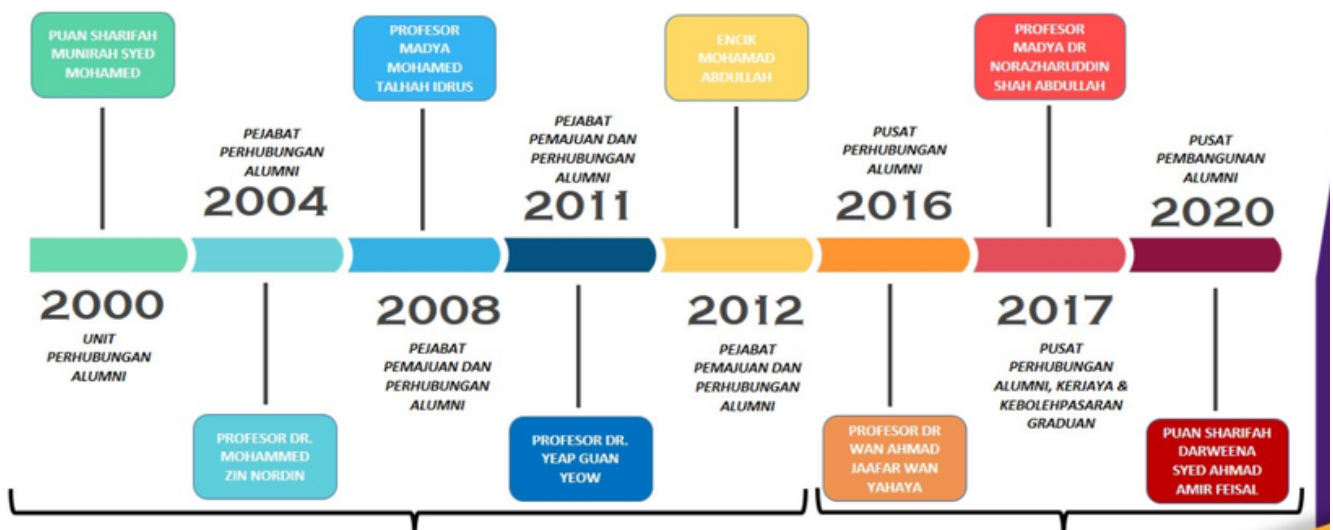 PUAN SHARIFAH
MUNIRAH SYED
MOHAMED
PROFESOR
MADYA
MOHAMED
TALHAH IDRUS
ENCIK
MOHAMAD
ABDULLAH
PROFESOR
MADYA DR
NORAZHARUDDIN
SHAH ABDULLAH
PEJABAT
PERHUBUNGAN
ALUMNI
2004
PEJABAT
PEMAJUAN DAN
PERHUBUNGAN
ALUMNI
2011
PUSAT
PERHUBUNGAN
ALUMNI
2016
PUSAT
PEMBANGUNAN
ALUMNI
2020
2000
UNIT
PERHUBUNGAN
ALUMNI
2008
PEJABAT
PEMAJUAN DAN
PERHUBUNGAN
ALUMNI
2012
PEJABAT
PEMAJUAN DAN
PERHUBUNGAN
ALUMNI
2017
PUSAT
PERHUBUNGAN
ALUMNI, KERJAYA &
KEBOLEHPASARAN
GRADUAN
PROFESOR DR.
MOHAMMED
ZIN NORDIN
PROFESOR DR.
YEAP GUAN
YEOW
PROFESOR DR
WAN AHMAD
JAAFAR WAN
YAHAYA
PUAN SHARIFAH
DARWEENA
SYED AHMAD
AMIR FEISAL